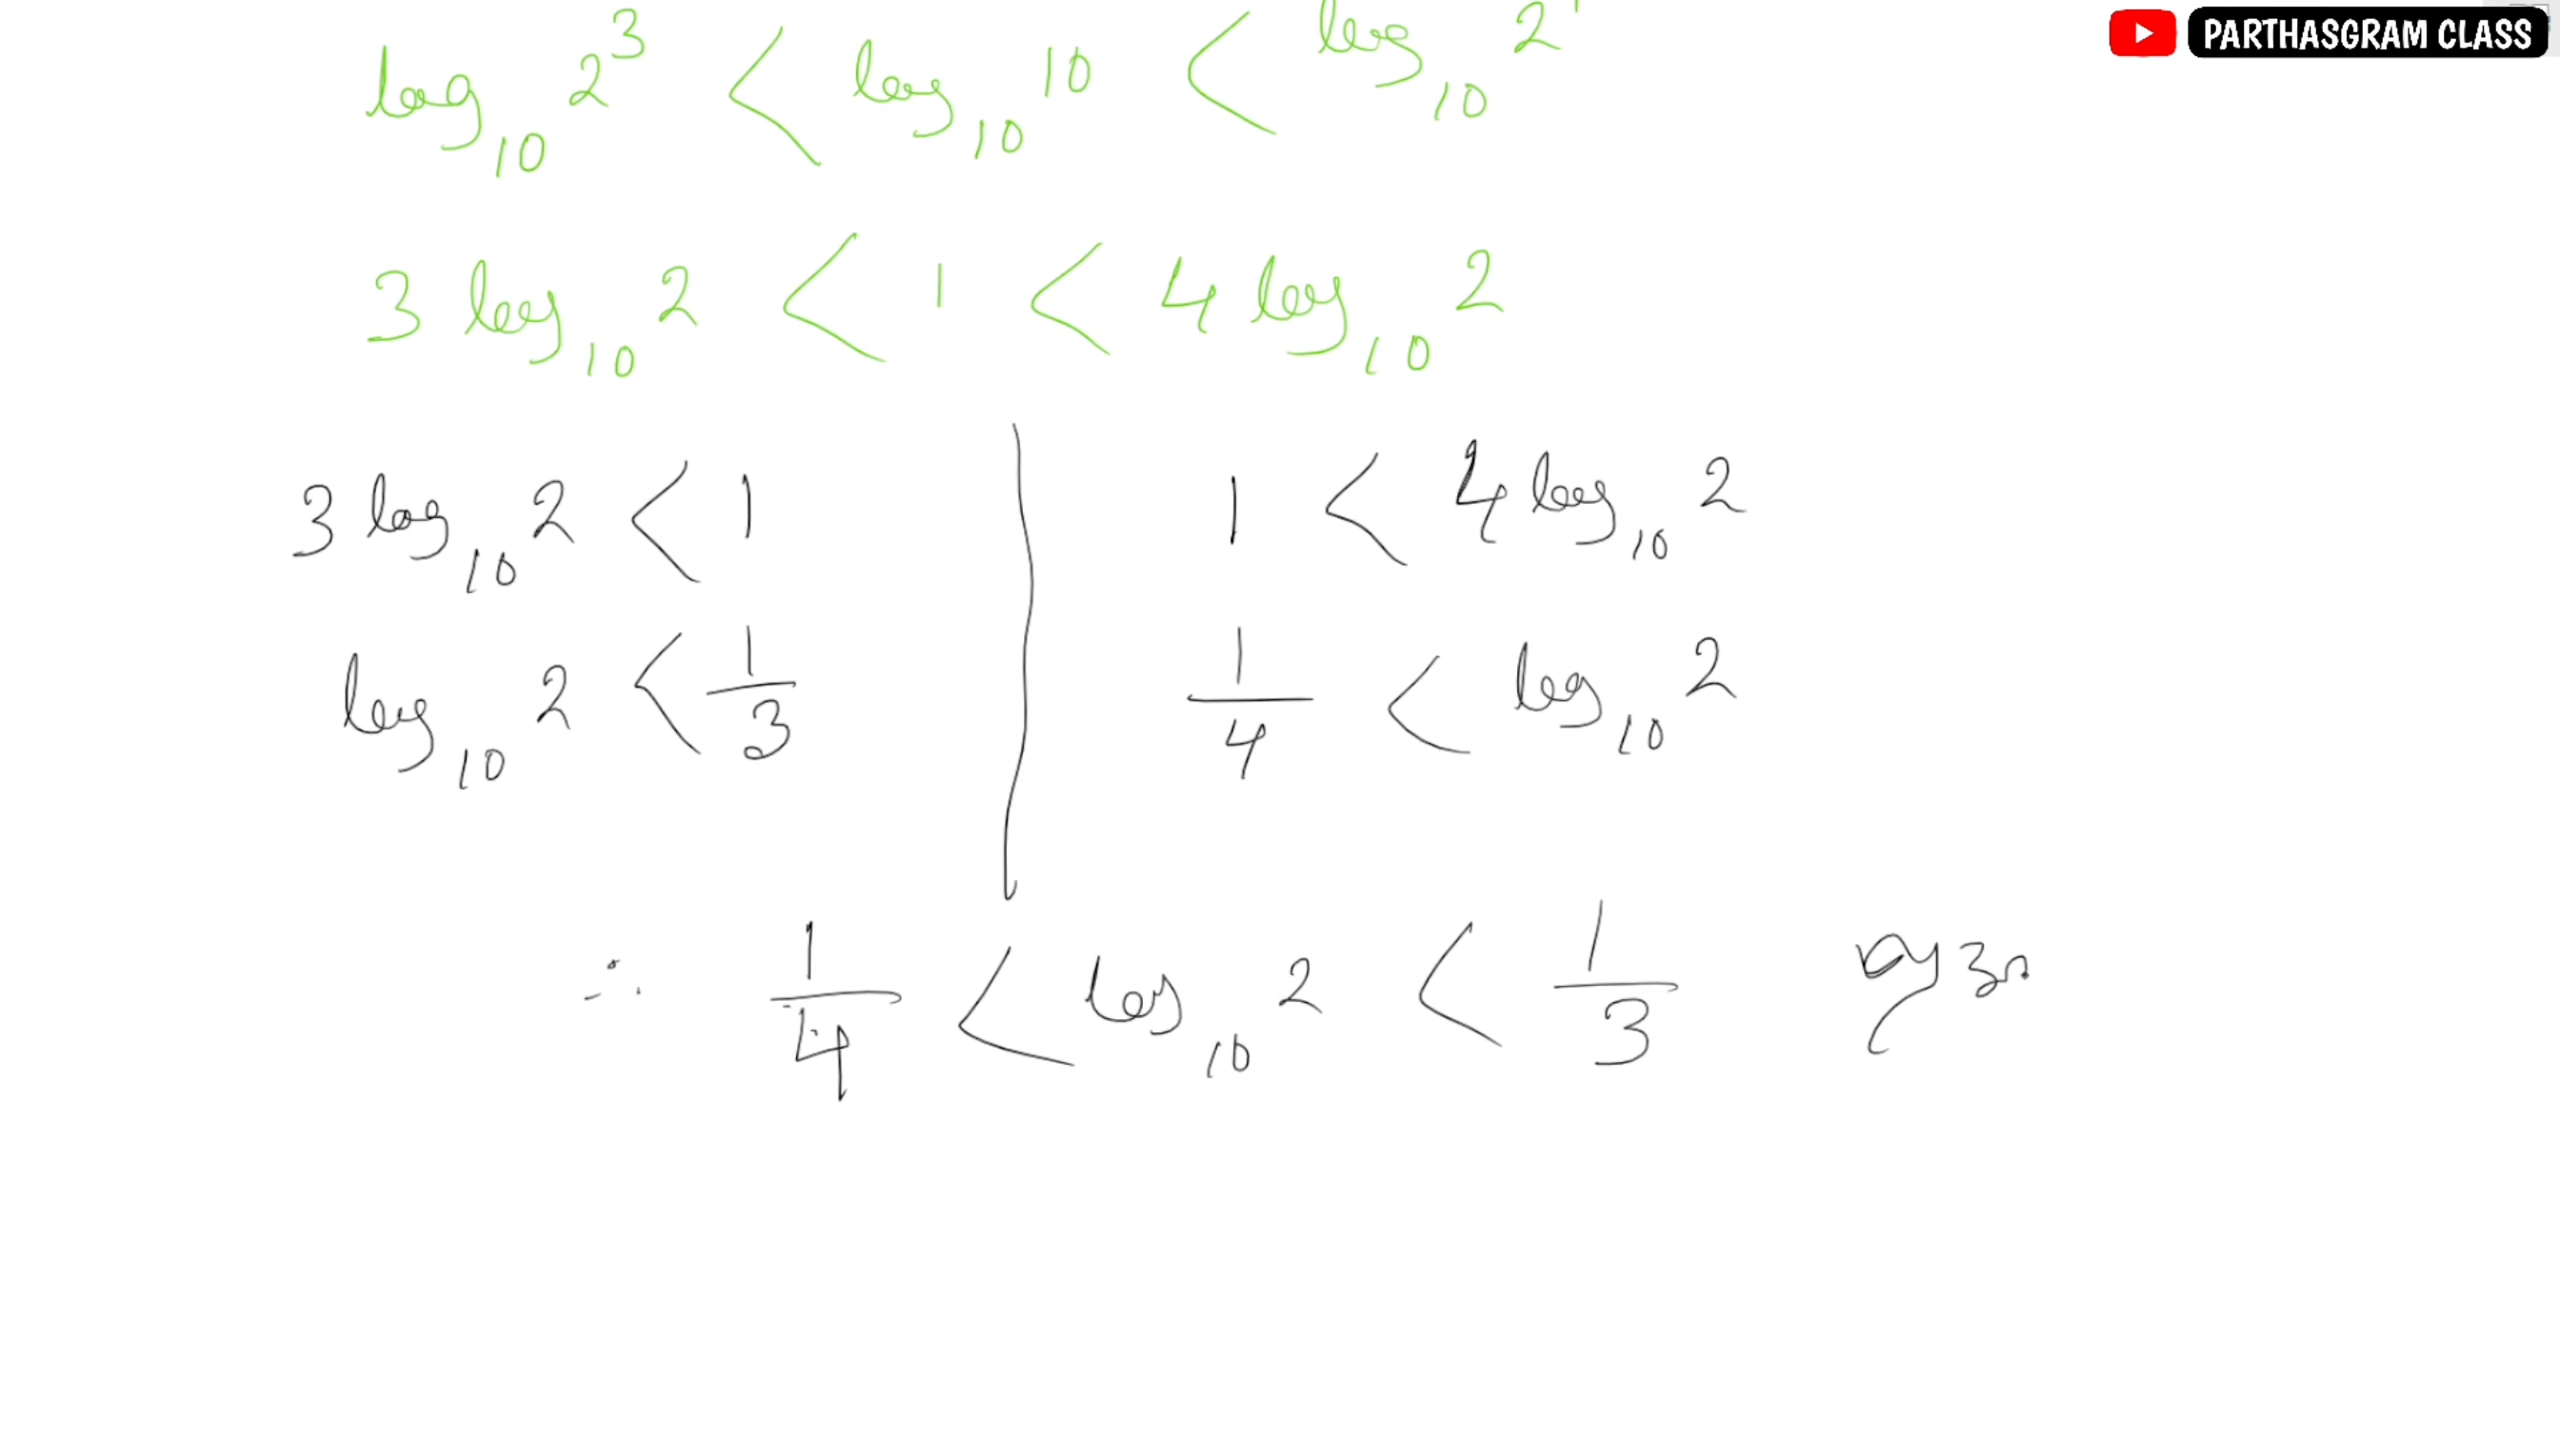 PARTHASGRAM CLASS
log₁₀ 2³ < log₁₀ 10 < log₁₀ 2
3 log₁₀ 2 < 1 < 4 log₁₀ 2
3 log₁₀ 2 < 1
log₁₀ 2 < 1/3
1 < 4 log₁₀ 2
1/4 < log₁₀ 2
∴ 1/4 < log₁₀ 2 < 1/3